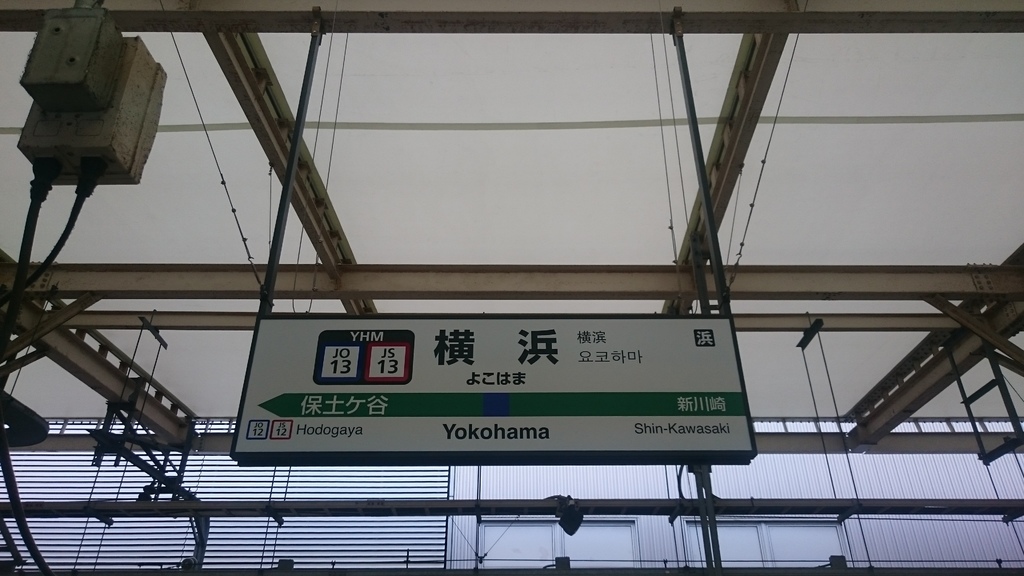 YHM
JO 13
JS 13
横浜
横滨
요코하마
よこはま
浜
保土ケ谷
新川崎
JO 12
JS 12
Hodogaya
Yokohama
Shin-Kawasaki